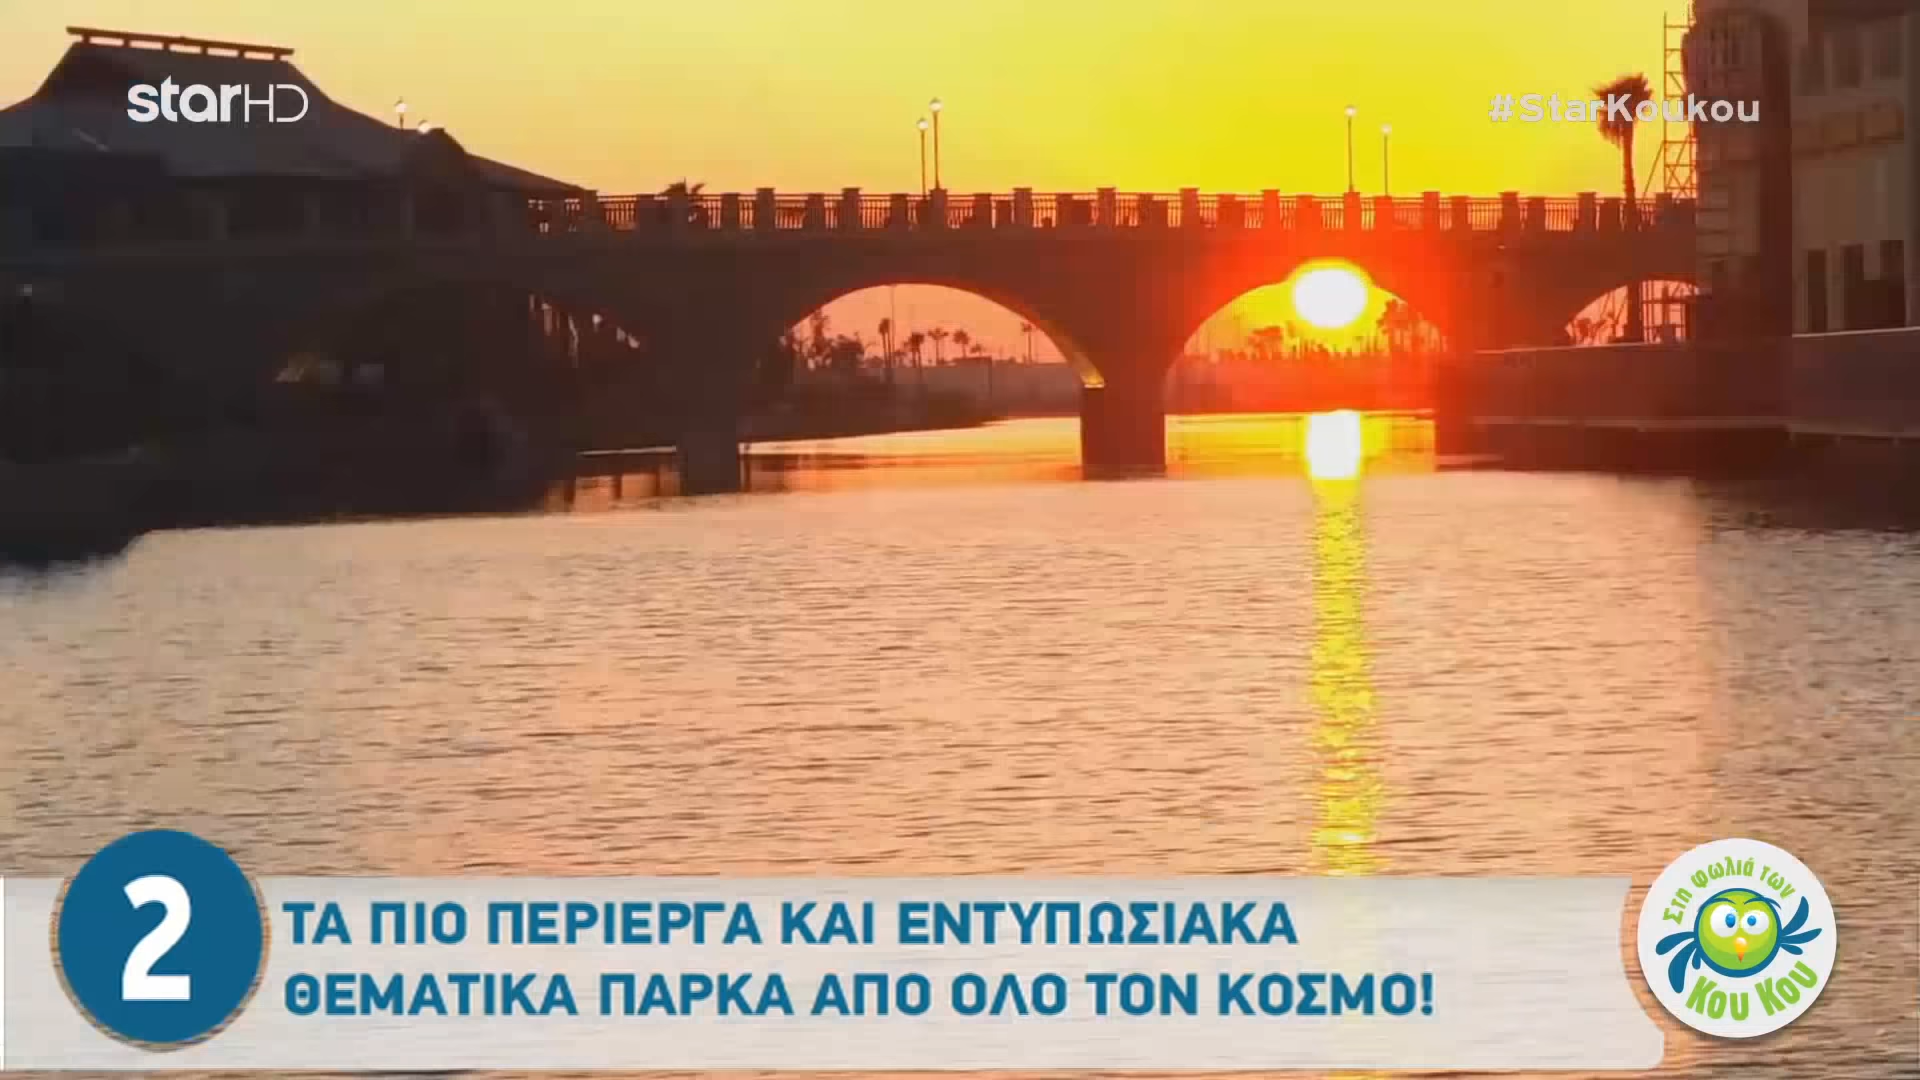 starHD
#StarKoukou
2
ΤΑ ΠΙΟ ΠΕΡΙΕΡΓΑ ΚΑΙ ΕΝΤΥΠΩΣΙΑΚΑ
ΘΕΜΑΤΙΚΑ ΠΑΡΚΑ ΑΠΟ ΟΛΟ ΤΟΝ ΚΟΣΜΟ!
Στη φωλιά των
Κου Κου